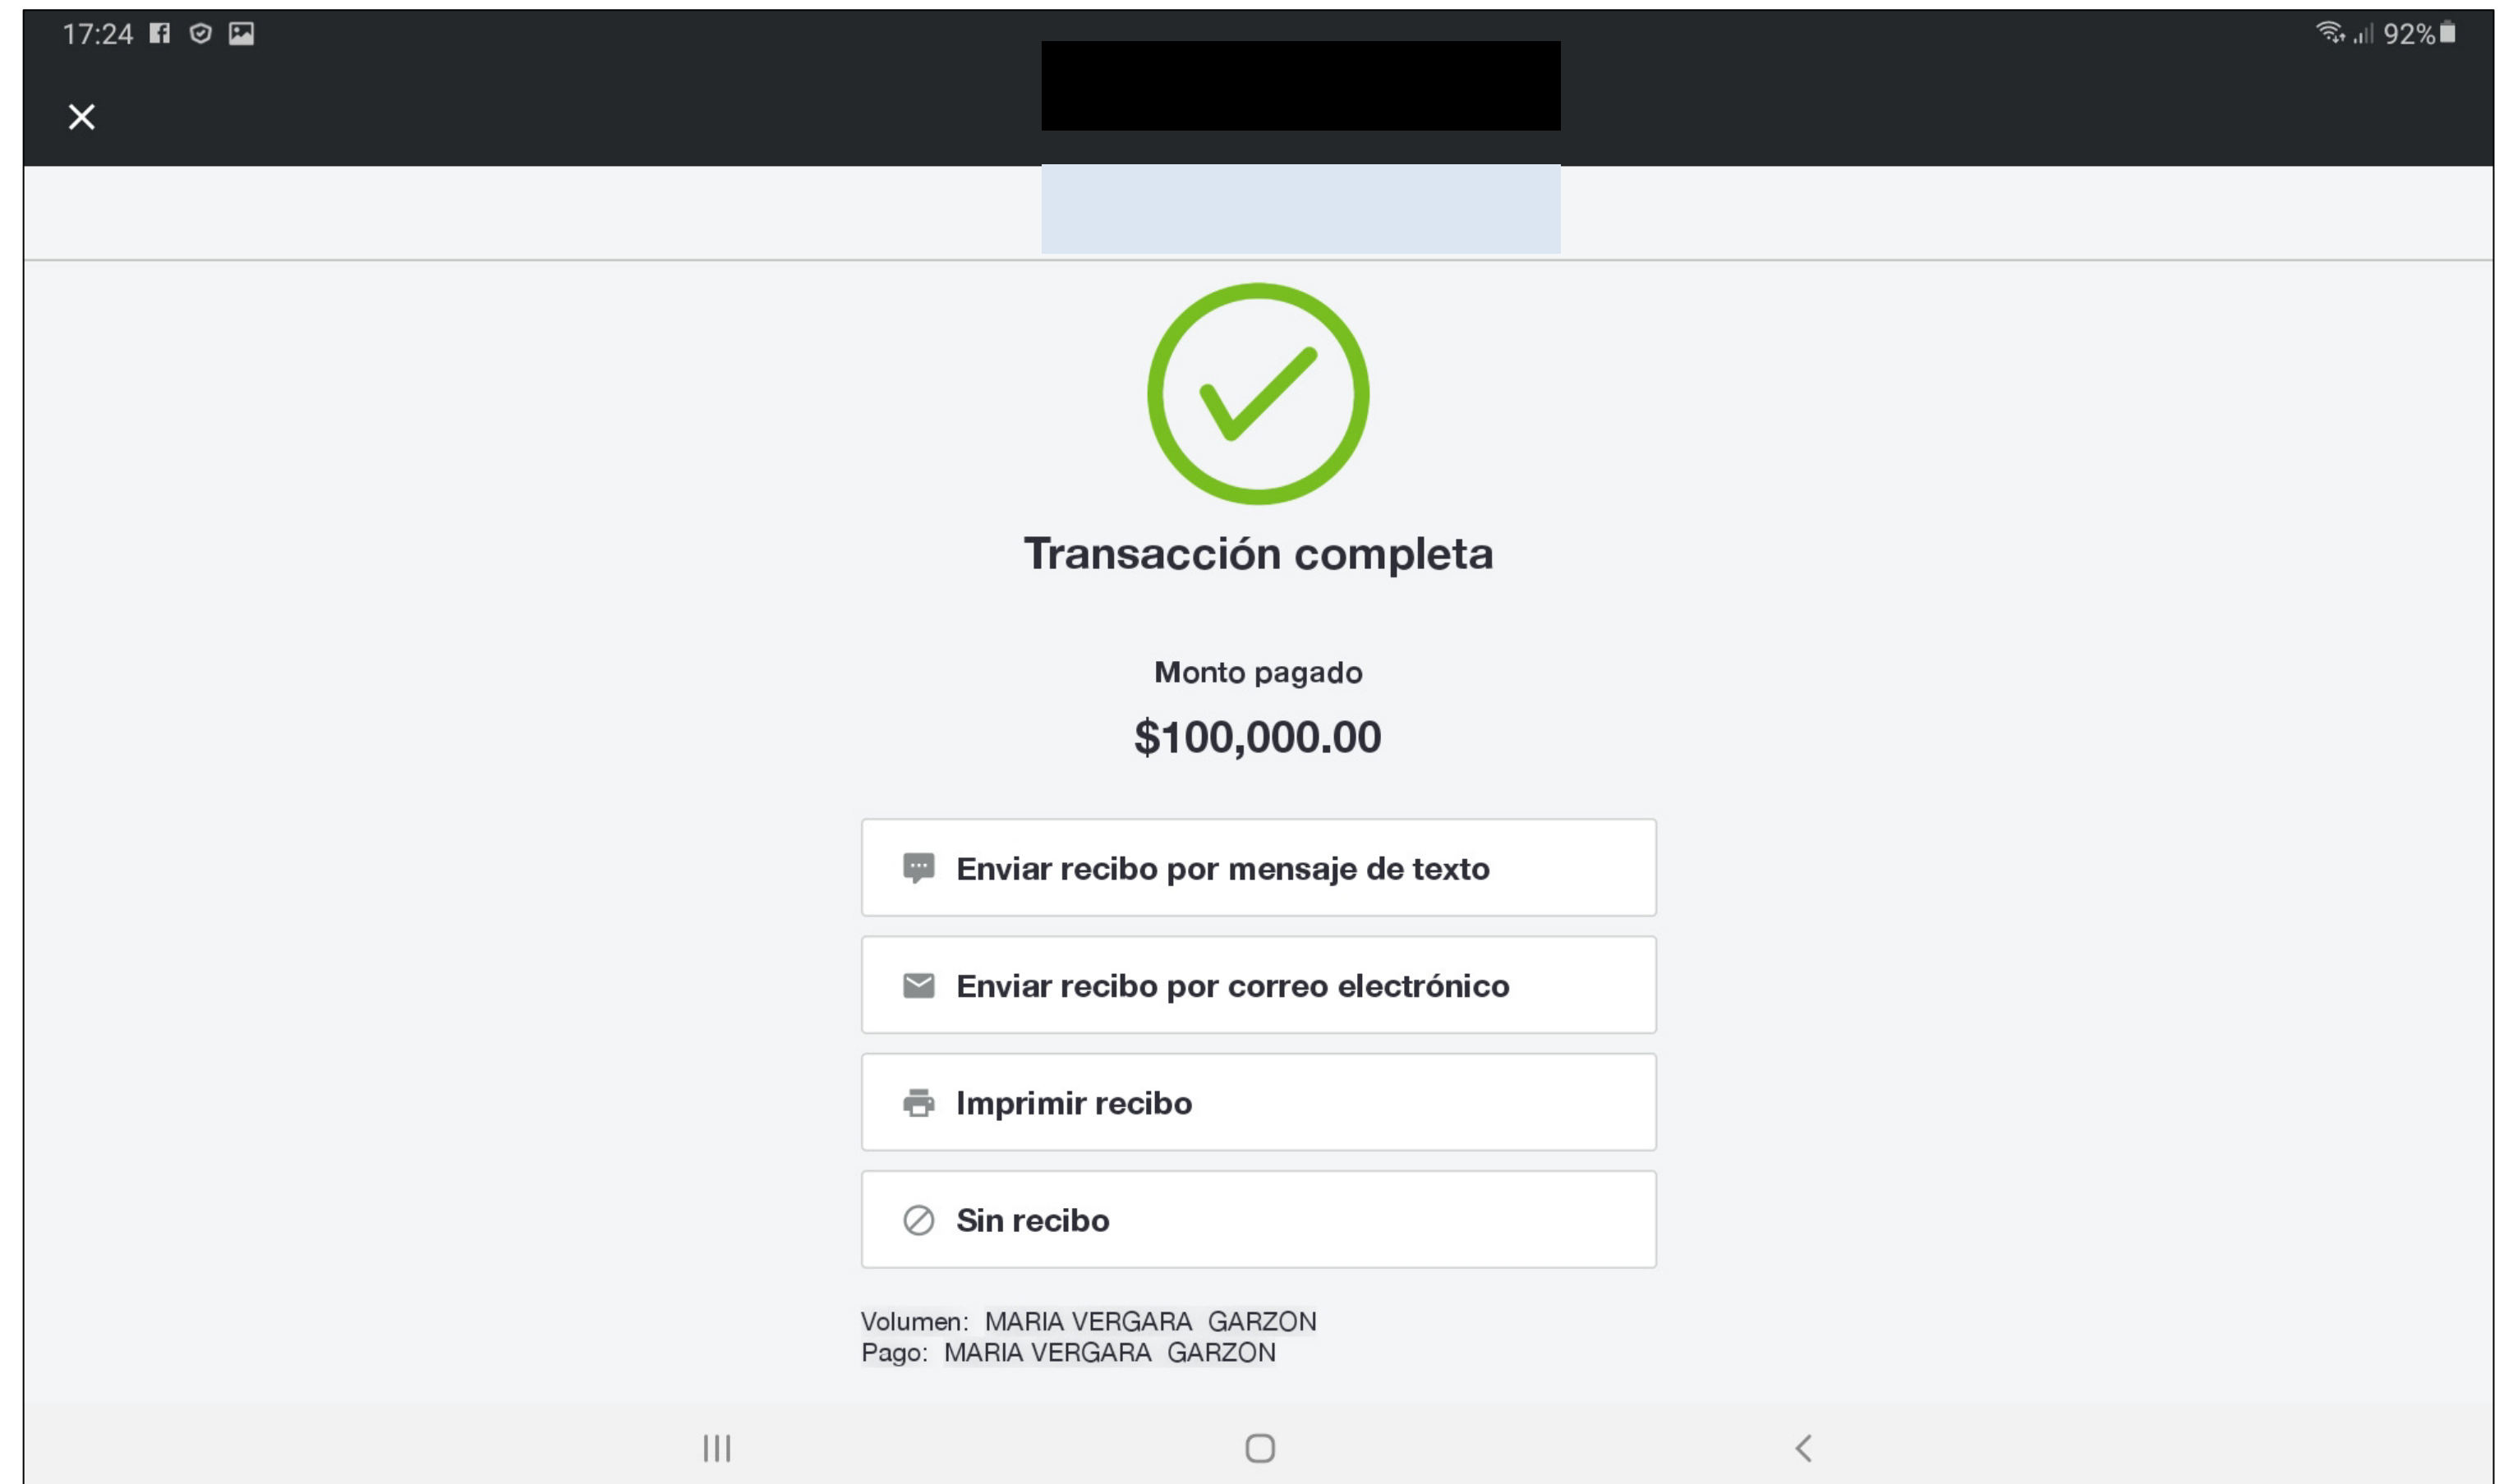 17:24
92%
Transacción completa
Monto pagado
$100,000.00
Enviar recibo por mensaje de texto
Enviar recibo por correo electrónico
Imprimir recibo
Sin recibo
Volumen: MARIA VERGARA GARZON
Pago: MARIA VERGARA GARZON